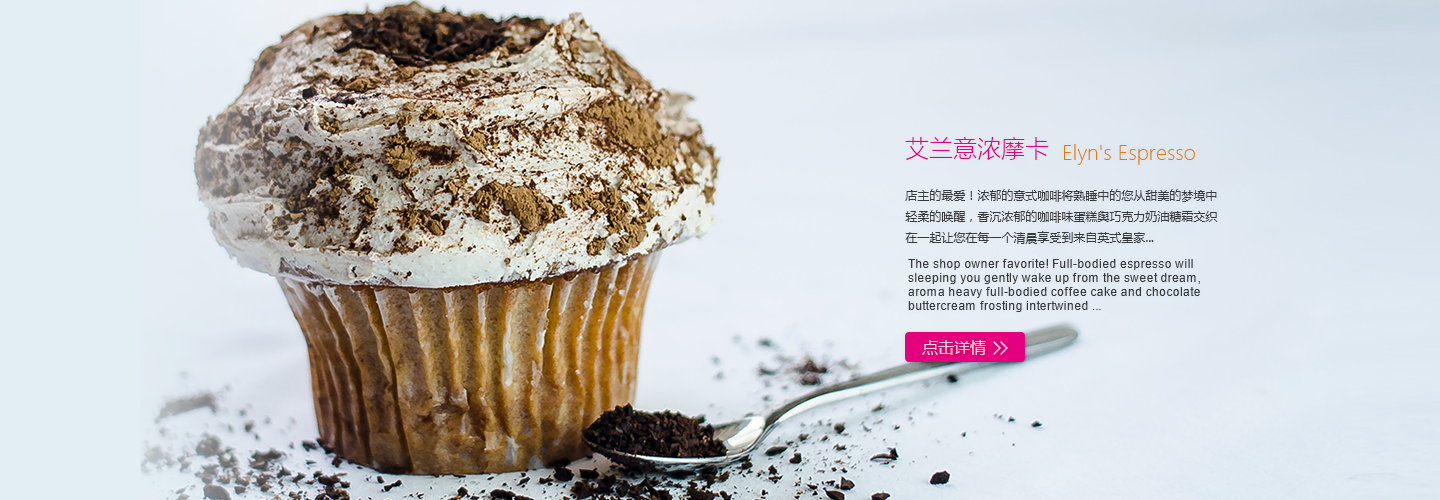 艾兰意浓摩卡 Elyn's Espresso
店主的最爱！浓郁的意式咖啡将熟睡中的您从甜美的梦境中
轻柔的唤醒，香沉浓郁的咖啡味蛋糕舆巧克力奶油糖霜交织
在一起让您在每一个清晨享受到来自英式皇家...
The shop owner favorite! Full-bodied espresso will
sleeping you gently wake up from the sweet dream,
aroma heavy full-bodied coffee cake and chocolate
buttercream frosting intertwined ...
点击详情